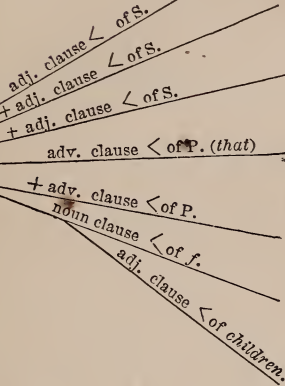 adj. clause < of S.
+ adj. clause < of S.
+ adj. clause < of S.
adv. clause < of P. (that)
+ adv. clause < of P.
noun clause < of f.
adj. clause < of children.